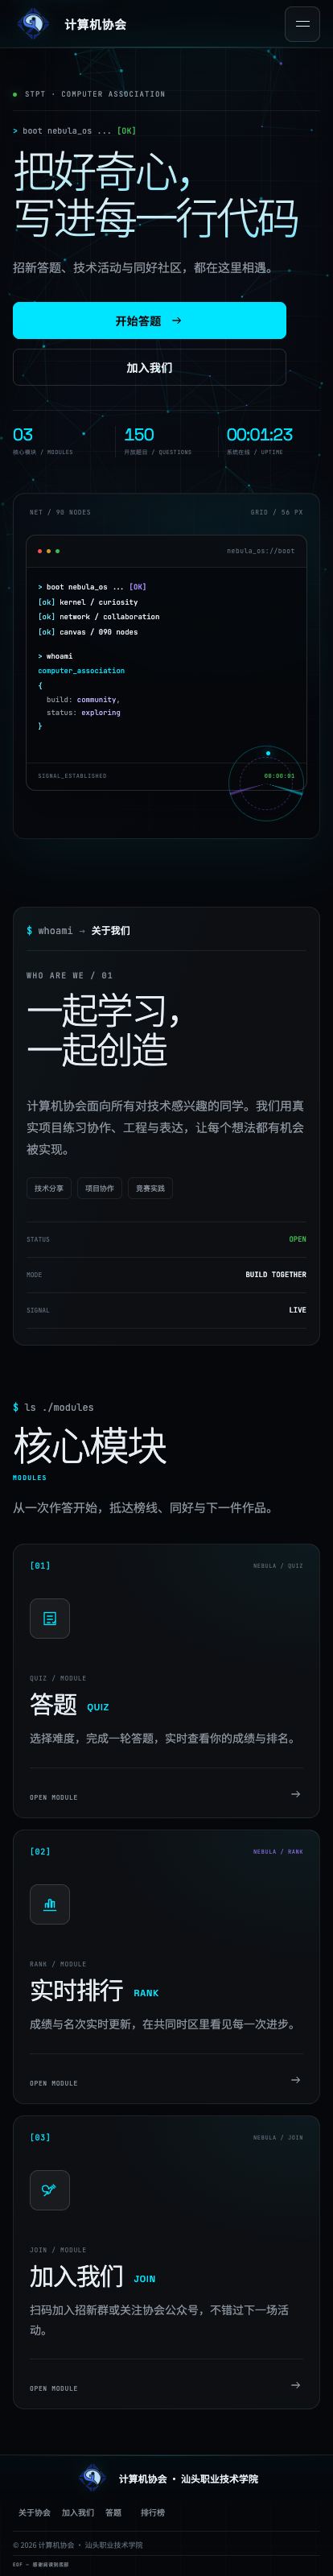 计算机协会
STPT · COMPUTER ASSOCIATION
> boot nebula_os ... [OK]
把好奇心，
写进每一行代码
招新答题、技术活动与同好社区，都在这里相遇。
开始答题 →
加入我们
03 150 00:01:23
核心模块 / MODULES 开放题目 / QUESTIONS 系统在线 / UPTIME
NET / 90 NODES GRID / 56 PX
nebula_os://boot
> boot nebula_os ... [OK]
[ok] kernel / curiosity
[ok] network / collaboration
[ok] canvas / 090 nodes
> whoami
computer_association
{
build: community,
status: exploring
}
SIGNAL_ESTABLISHED 00:00:01
$ whoami → 关于我们
WHO ARE WE / 01
一起学习，
一起创造
计算机协会面向所有对技术感兴趣的同学。我们用真
实项目练习协作、工程与表达，让每个想法都有机会
被实现。
技术分享 项目协作 竞赛实践
STATUS OPEN
MODE BUILD TOGETHER
SIGNAL LIVE
$ ls ./modules
核心模块
MODULES
从一次作答开始，抵达榜线、同好与下一件作品。
[01] NEBULA / QUIZ
QUIZ / MODULE
答题 QUIZ
选择难度，完成一轮答题，实时查看你的成绩与排名。
OPEN MODULE →
[02] NEBULA / RANK
RANK / MODULE
实时排行 RANK
成绩与名次实时更新，在共同时区里看见每一次进步。
OPEN MODULE →
[03] NEBULA / JOIN
JOIN / MODULE
加入我们 JOIN
扫码加入招新群或关注协会公众号，不错过下一场活
动。
OPEN MODULE →
计算机协会 · 汕头职业技术学院
关于协会 加入我们 答题 排行榜
© 2026 计算机协会 · 汕头职业技术学院
EOF — 感谢阅读到底部